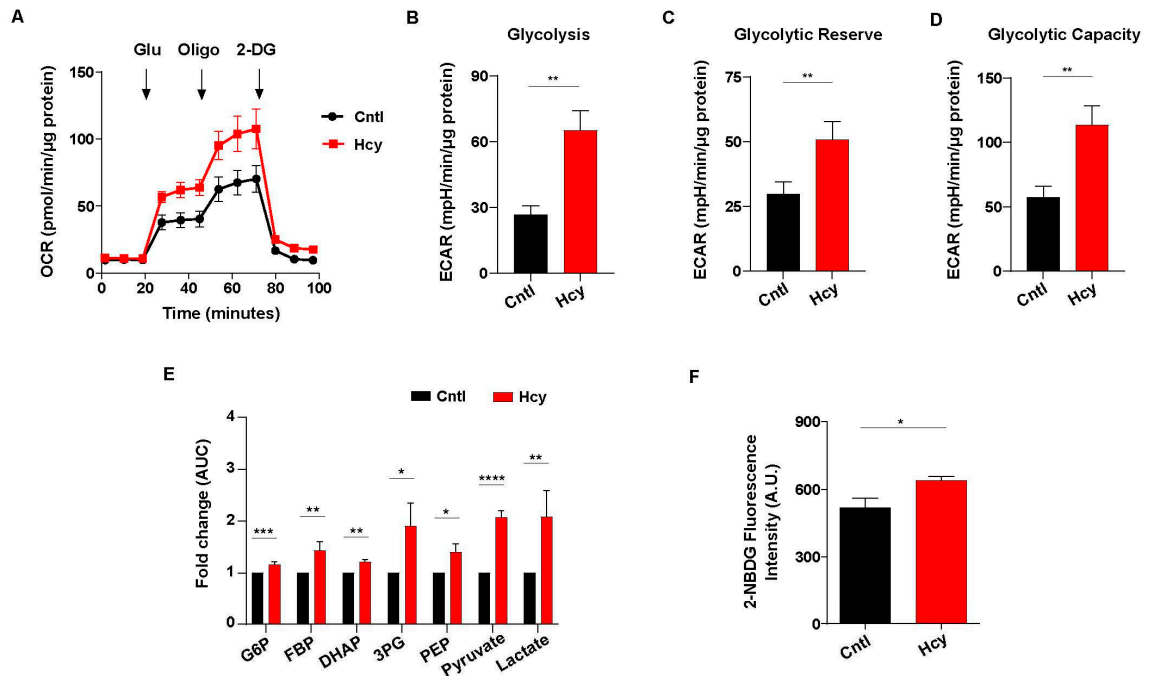 A
Glu Oligo 2-DG
150
100
50
0
OCR (pmol/min/µg protein)
0 20 40 60 80 100
Time (minutes)
Cntl
Hcy
B
Glycolysis
**
90
60
30
0
ECAR (mpH/min/µg protein)
Cntl Hcy
C
Glycolytic Reserve
**
75
50
25
0
ECAR (mpH/min/µg protein)
Cntl Hcy
D
Glycolytic Capacity
**
150
100
50
0
ECAR (mpH/min/µg protein)
Cntl Hcy
E
Cntl Hcy
4
3
2
1
0
Fold change (AUC)
*** ** ** * * **** **
G6P FBP DHAP 3PG PEP Pyruvate Lactate
F
*
900
600
300
0
2-NBDG Fluorescence
Intensity (A.U.)
Cntl Hcy